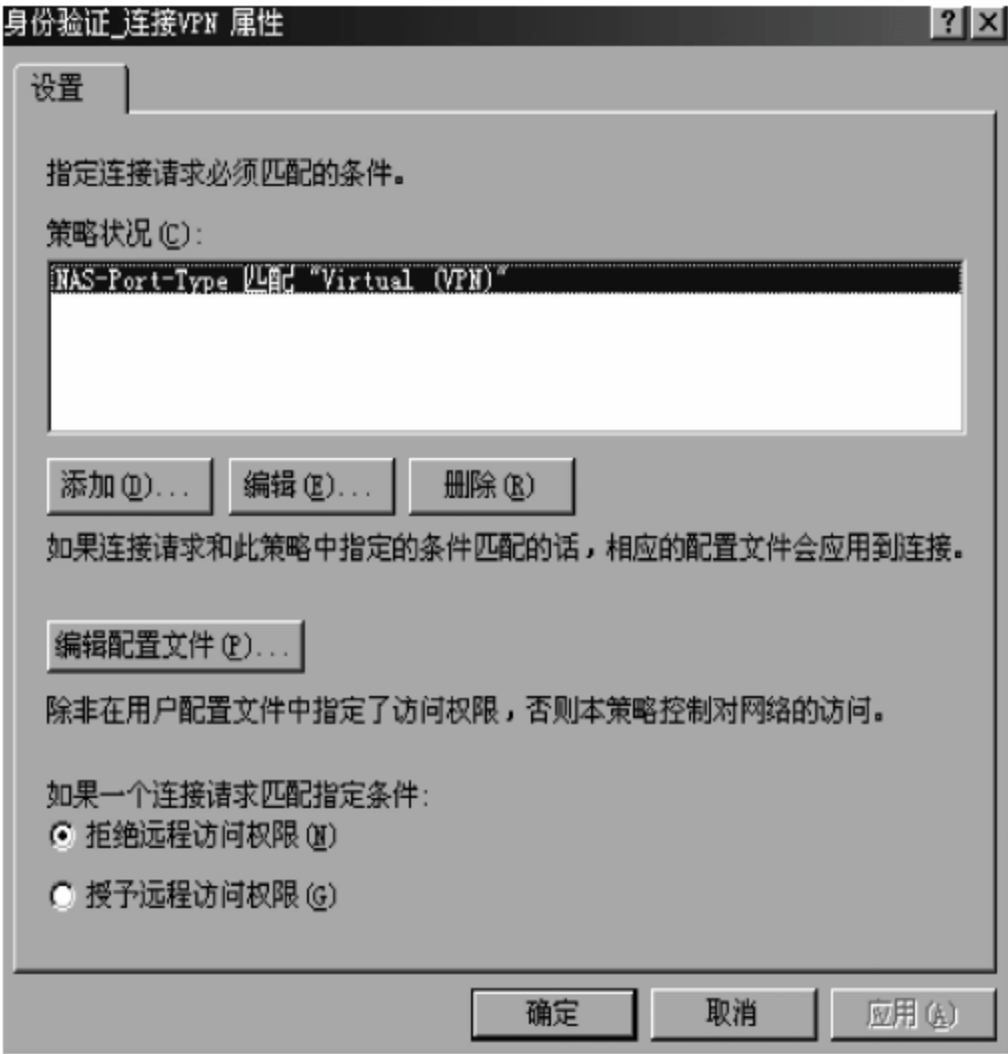 身份验证_连接VPN 属性
设置
指定连接请求必须匹配的条件。
策略状况(C):
NAS-Port-Type 匹配 "Virtual (VPN)"
添加(D)... 编辑(E)... 删除(R)
如果连接请求和此策略中指定的条件匹配的话，相应的配置文件会应用到连接。
编辑配置文件(P)...
除非在用户配置文件中指定了访问权限，否则本策略控制对网络的访问。
如果一个连接请求匹配指定条件:
拒绝远程访问权限(N)
授予远程访问权限(G)
确定 取消 应用(A)